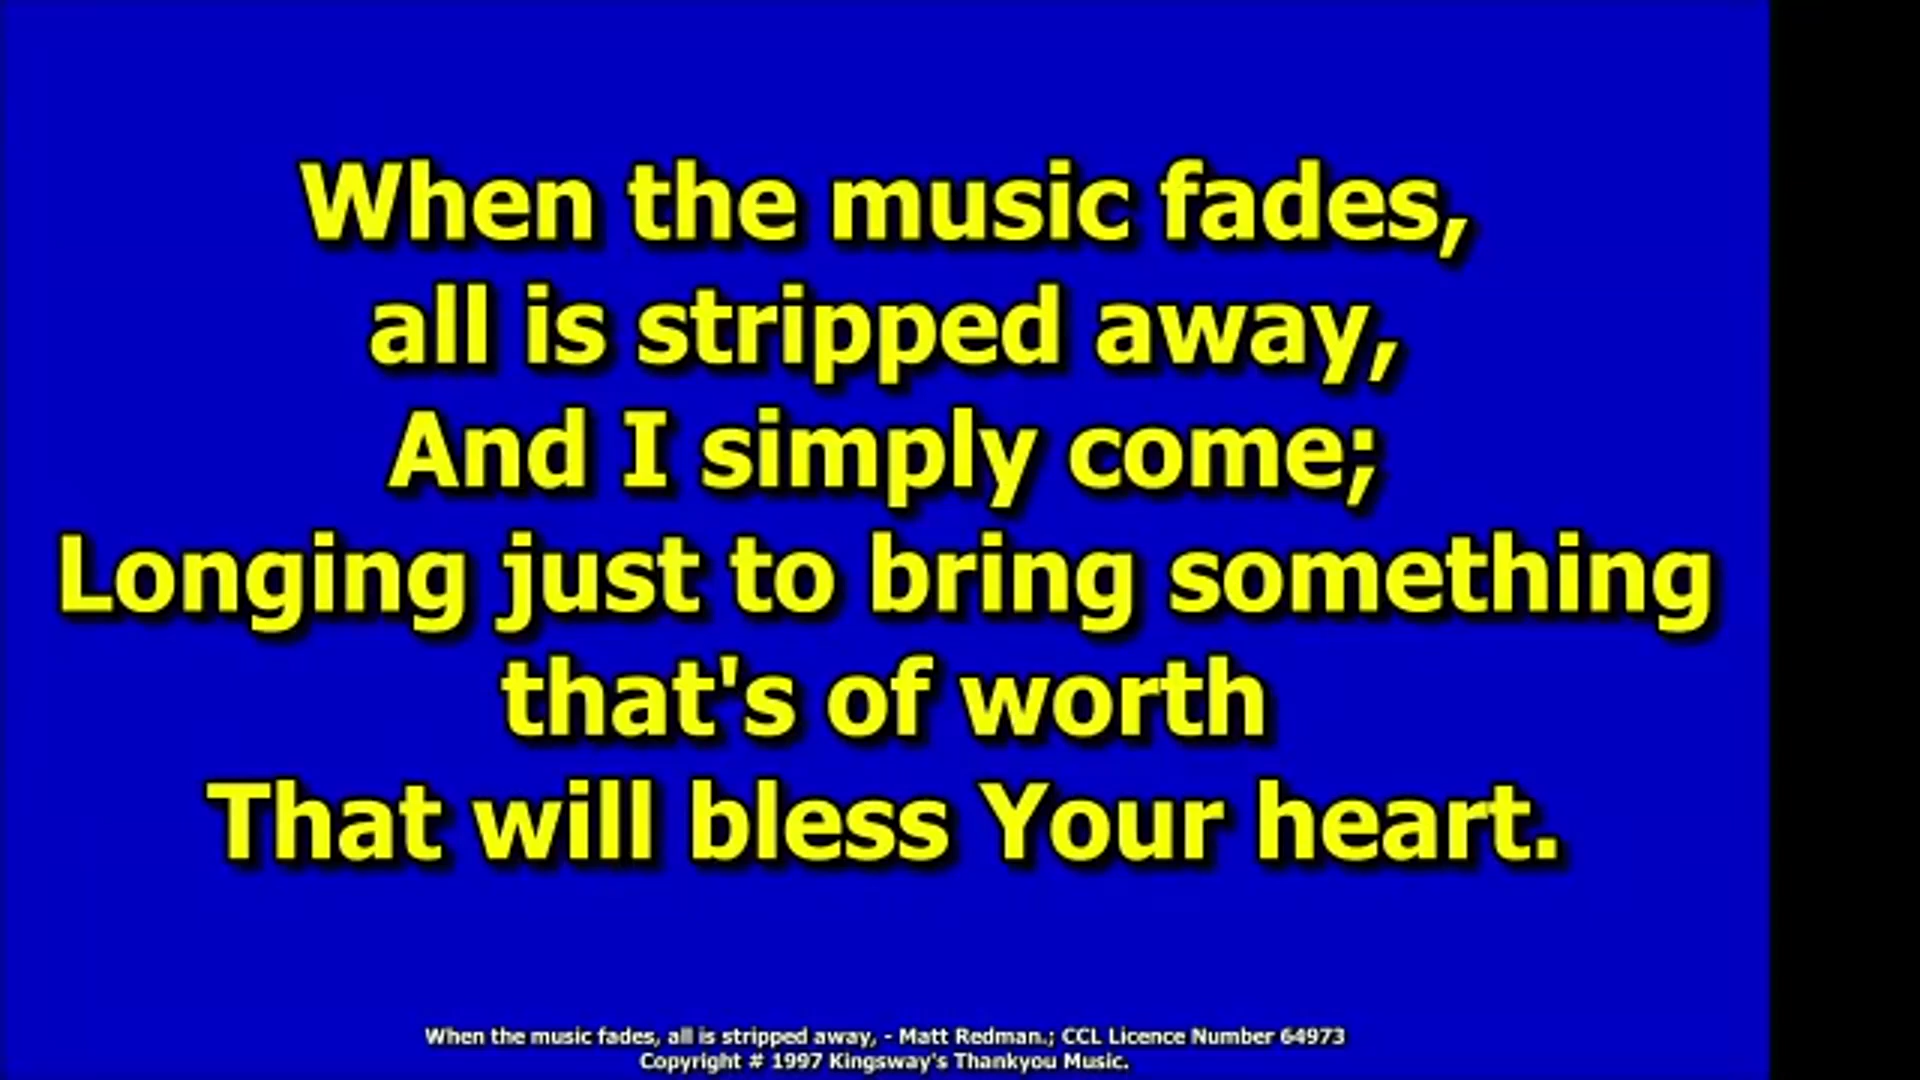 When the music fades,
all is stripped away,
And I simply come;
Longing just to bring something
that's of worth
That will bless Your heart.
When the music fades, all is stripped away, - Matt Redman.; CCL Licence Number 64973
Copyright # 1997 Kingsway's Thankyou Music.